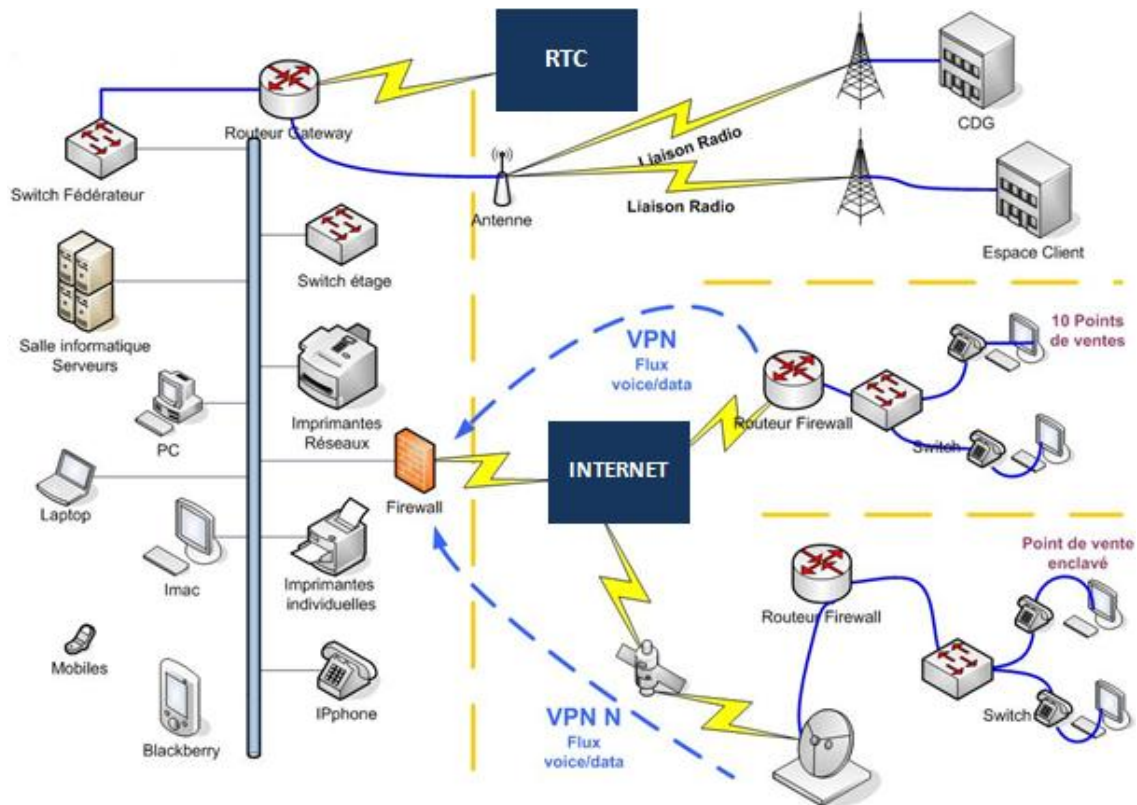 RTC
Routeur Gateway
CDG
Switch Fédérateur
Liaison Radio
Antenne
Liaison Radio
Espace Client
Switch étage
Salle informatique
Serveurs
VPN
Flux
voice/data
10 Points
de ventes
PC
Imprimantes
Réseaux
Routeur Firewall
Switch
INTERNET
Laptop
Firewall
Imac
Imprimantes
individuelles
Point de vente
enclavé
Routeur Firewall
Mobiles
IPphone
Blackberry
VPN N
Flux
voice/data
Switch